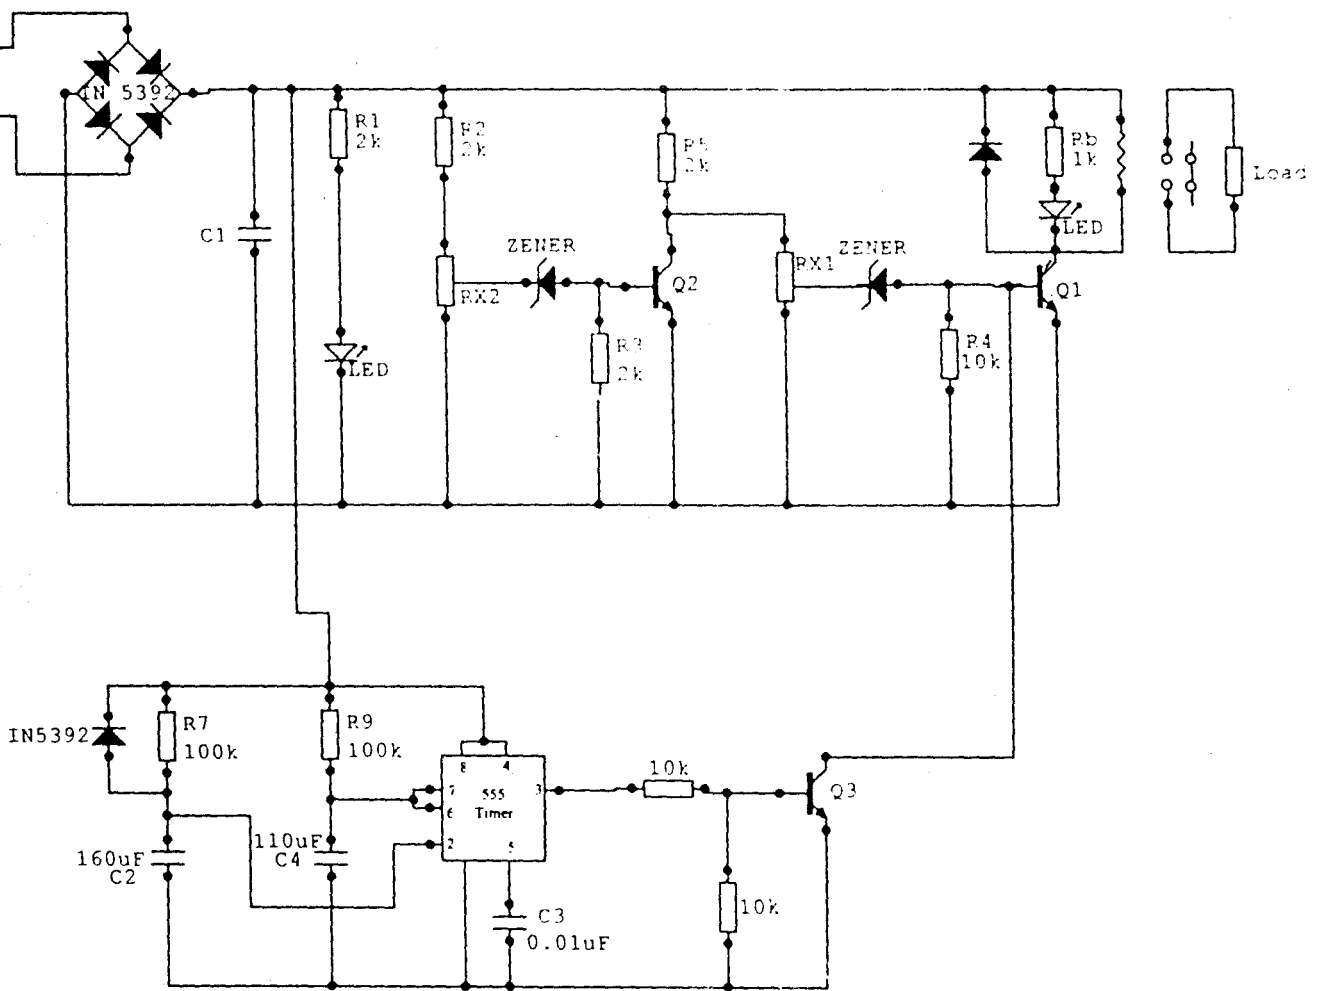 IN 5392
R1
2k
R2
2k
R5
2k
Rb
1k
Load
LED
C1
ZENER
ZENER
RX1
RX2
Q2
Q1
R3
2k
R4
10k
LED
IN5392
R7
100k
R9
100k
8 4
7
555
3
6
Timer
2
5
10k
Q3
110uF
C4
160uF
C2
10k
C3
0.01uF